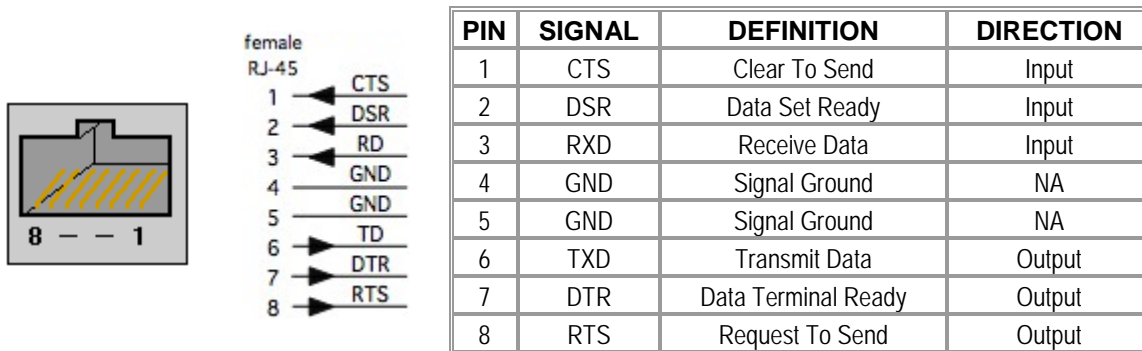 8 – – 1
female
RJ-45
1 CTS
2 DSR
3 RD
4 GND
5 GND
6 TD
7 DTR
8 RTS
PIN SIGNAL DEFINITION DIRECTION
1 CTS Clear To Send Input
2 DSR Data Set Ready Input
3 RXD Receive Data Input
4 GND Signal Ground NA
5 GND Signal Ground NA
6 TXD Transmit Data Output
7 DTR Data Terminal Ready Output
8 RTS Request To Send Output